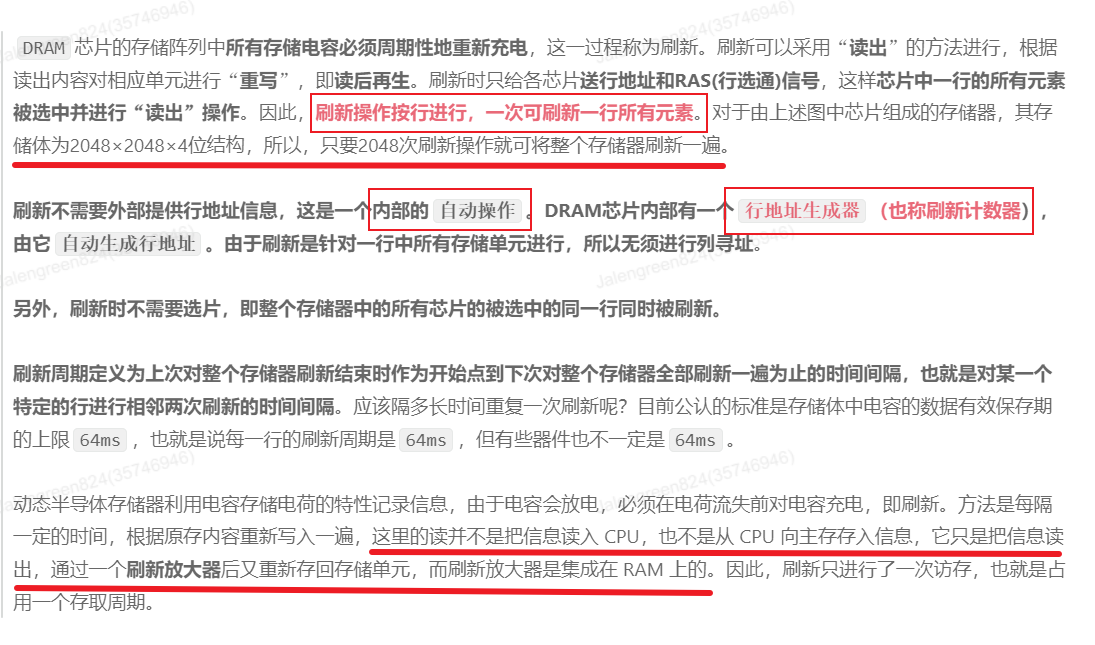 DRAM 芯片的存储阵列中所有存储电容必须周期性地重新充电，这一过程称为刷新。刷新可以采用“读出”的方法进行，根据
读出内容对相应单元进行“重写”，即读后再生。刷新时只给各芯片送行地址和RAS(行选通)信号，这样芯片中一行的所有元素
被选中并进行“读出”操作。因此，刷新操作按行进行，一次可刷新一行所有元素。对于由上述图中芯片组成的存储器，其存
储体为2048×2048×4位结构，所以，只要2048次刷新操作就可将整个存储器刷新一遍。
刷新不需要外部提供行地址信息，这是一个内部的 自动操作 。DRAM芯片内部有一个 行地址生成器 （也称刷新计数器），
由它 自动生成行地址 。由于刷新是针对一行中所有存储单元进行，所以无须进行列寻址。
另外，刷新时不需要选片，即整个存储器中的所有芯片的被选中的同一行同时被刷新。
刷新周期定义为上次对整个存储器刷新结束时作为开始点到下次对整个存储器全部刷新一遍为止的时间间隔，也就是对某一个
特定的行进行相邻两次刷新的时间间隔。应该隔多长时间重复一次刷新呢？目前公认的标准是存储体中电容的数据有效保存期
的上限 64ms ，也就是说每一行的刷新周期是 64ms ，但有些器件也不一定是 64ms 。
动态半导体存储器利用电容存储电荷的特性记录信息，由于电容会放电，必须在电荷流失前对电容充电，即刷新。方法是每隔
一定的时间，根据原存内容重新写入一遍，这里的读并不是把信息读入 CPU，也不是从 CPU 向主存存入信息，它只是把信息读
出，通过一个刷新放大器后又重新存回存储单元，而刷新放大器是集成在 RAM 上的。因此，刷新只进行了一次访存，也就是占
用一个存取周期。
Jalengreen824(35746946)